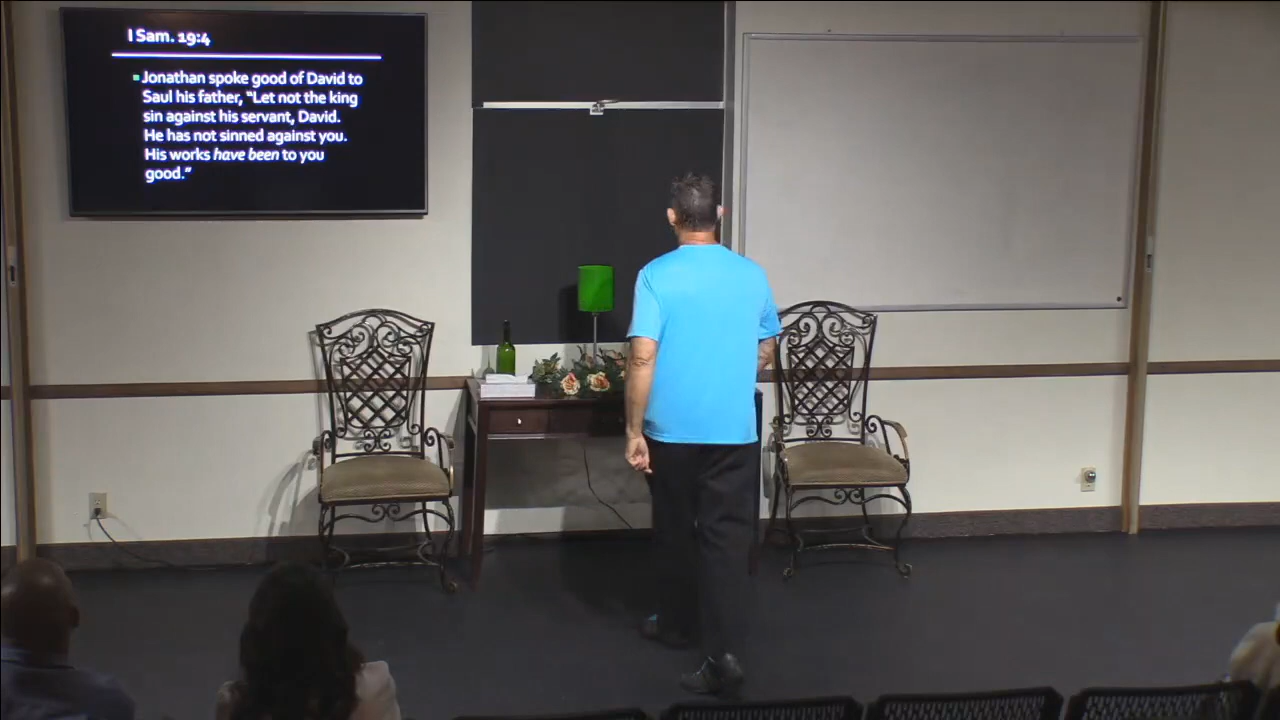 I Sam. 19:4
Jonathan spoke good of David to
Saul his father, “Let not the king
sin against his servant, David.
He has not sinned against you.
His works have been to you
good.”